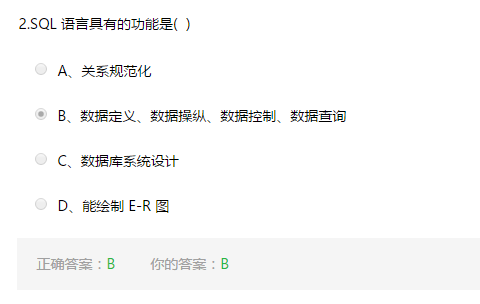 2.SQL 语言具有的功能是( )
A、关系规范化
B、数据定义、数据操纵、数据控制、数据查询
C、数据库系统设计
D、能绘制 E-R 图
正确答案：B 你的答案：B